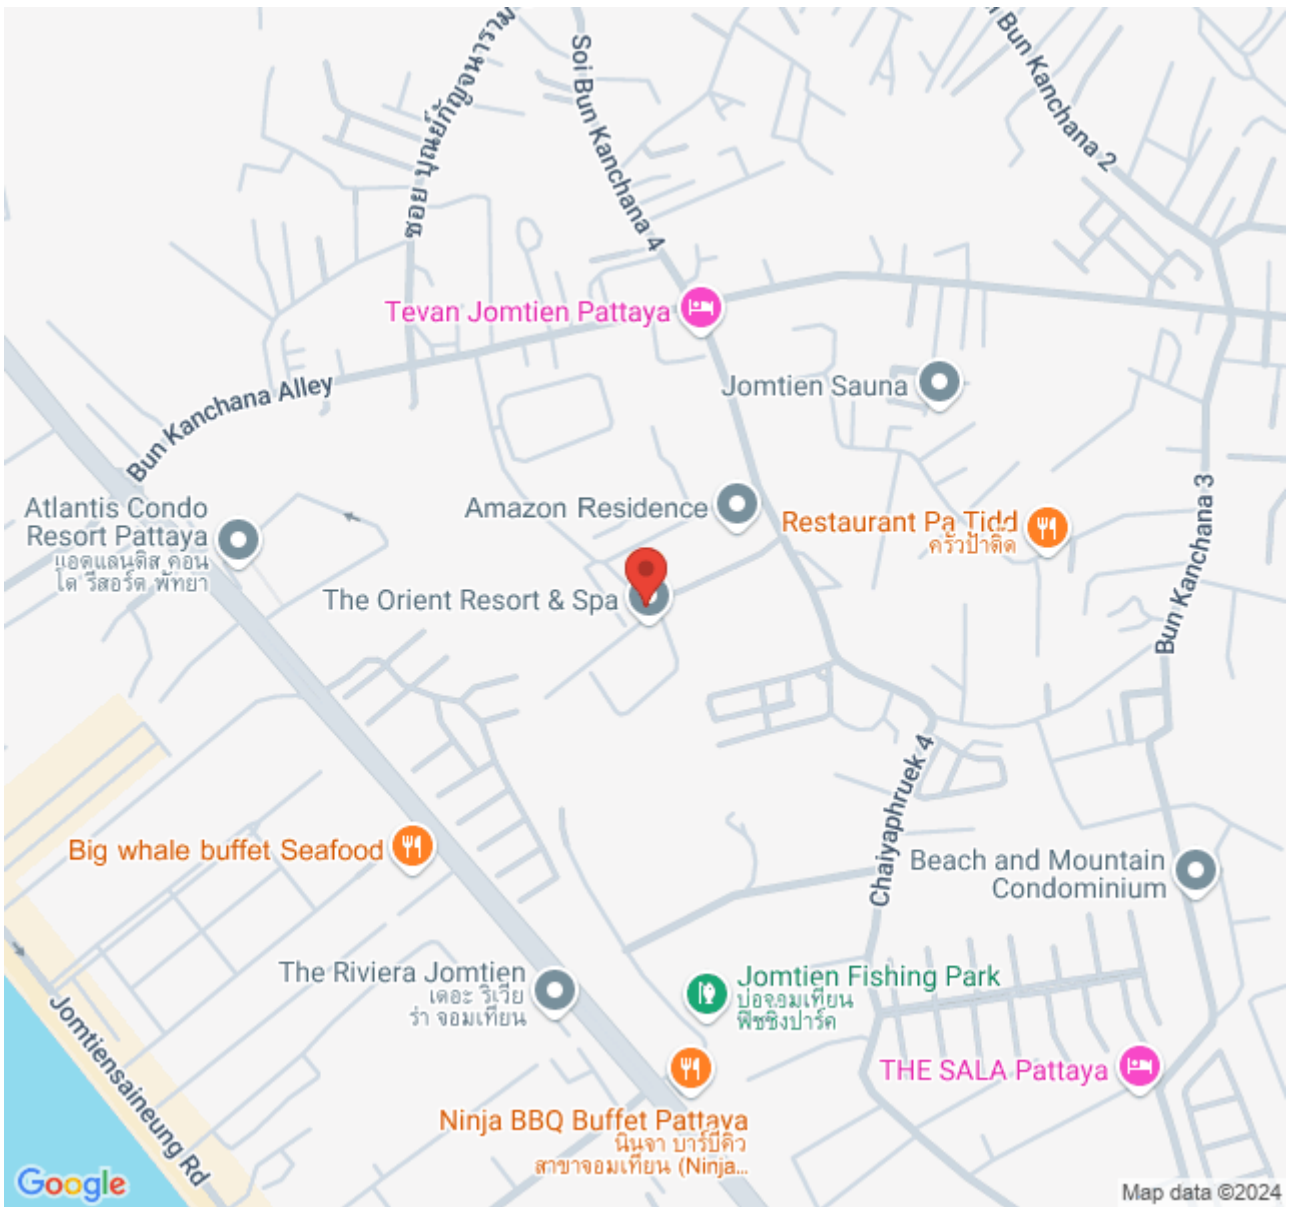 ซอย บุณย์กัญจนาราม
Soi Bun Kanchana 4
Bun Kanchana 2
Tevan Jomtien Pattaya
Jomtien Sauna
Bun Kanchana Alley
Bun Kanchana 3
Atlantis Condo
Resort Pattaya
แอตแลนติส คอน
โด รีสอร์ต พัทยา
Amazon Residence
Restaurant Pa Tidd
ครัวป้าติ๊ด
The Orient Resort & Spa
Chaiyaphruek 4
Big whale buffet Seafood
Beach and Mountain
Condominium
The Riviera Jomtien
เดอะ ริเวีย
ร่า จอมเทียน
Jomtien Fishing Park
บ่อจอมเทียน
ฟิชชิ่งปาร์ค
Jomtiensaineung Rd
THE SALA Pattaya
Ninja BBQ Buffet Pattaya
นินจา บาร์บีคิว
สาขาจอมเทียน (Ninja...
Google
Map data ©2024